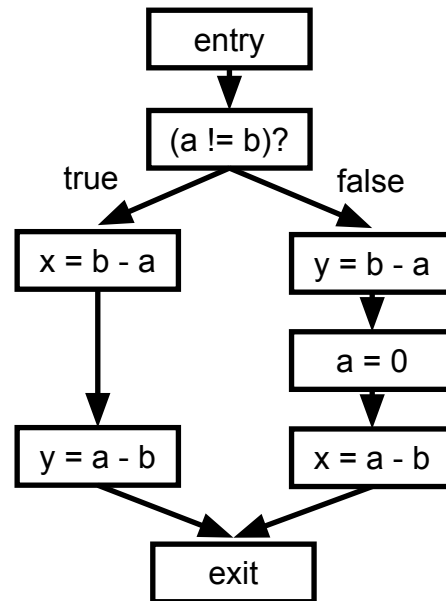 entry
(a != b)?
true
false
x = b - a
y = b - a
a = 0
y = a - b
x = a - b
exit